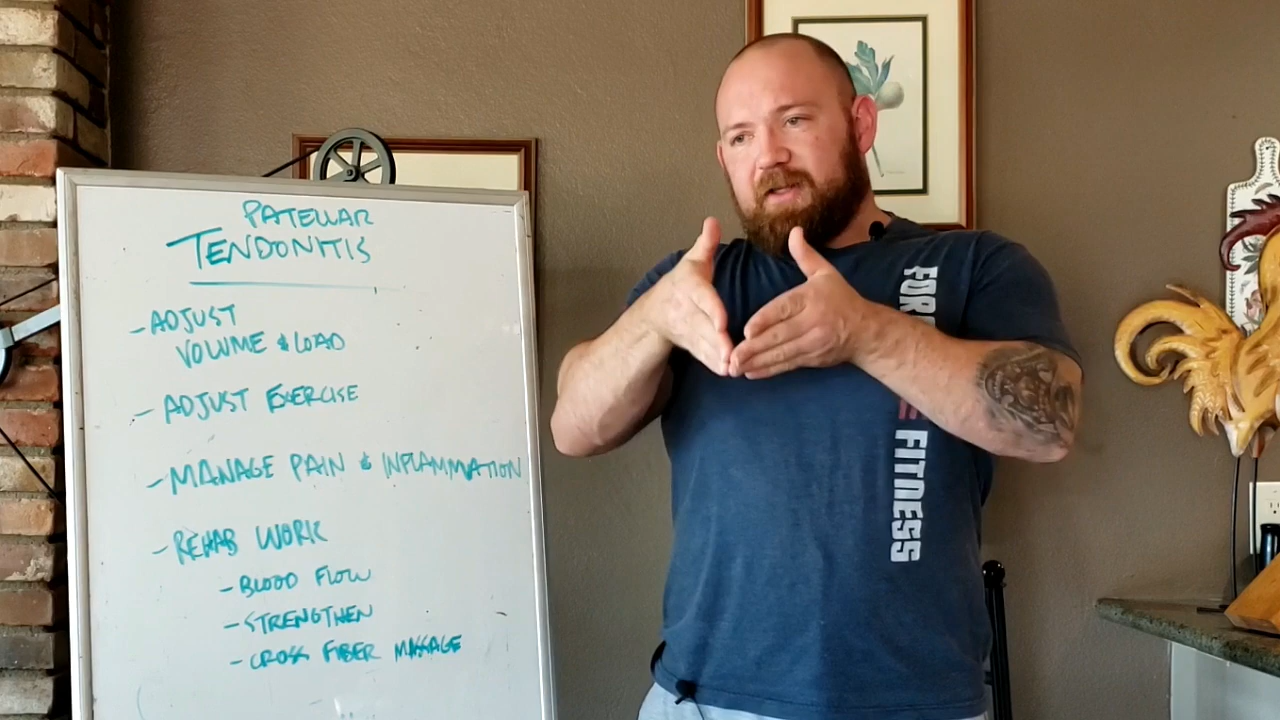 PATELLAR
TENDONITIS
- ADJUST
VOLUME & LOAD
- ADJUST EXERCISE
- MANAGE PAIN & INFLAMMATION
- REHAB WORK
- BLOOD FLOW
- STRENGTHEN
- CROSS FIBER MASSAGE
FITNESS